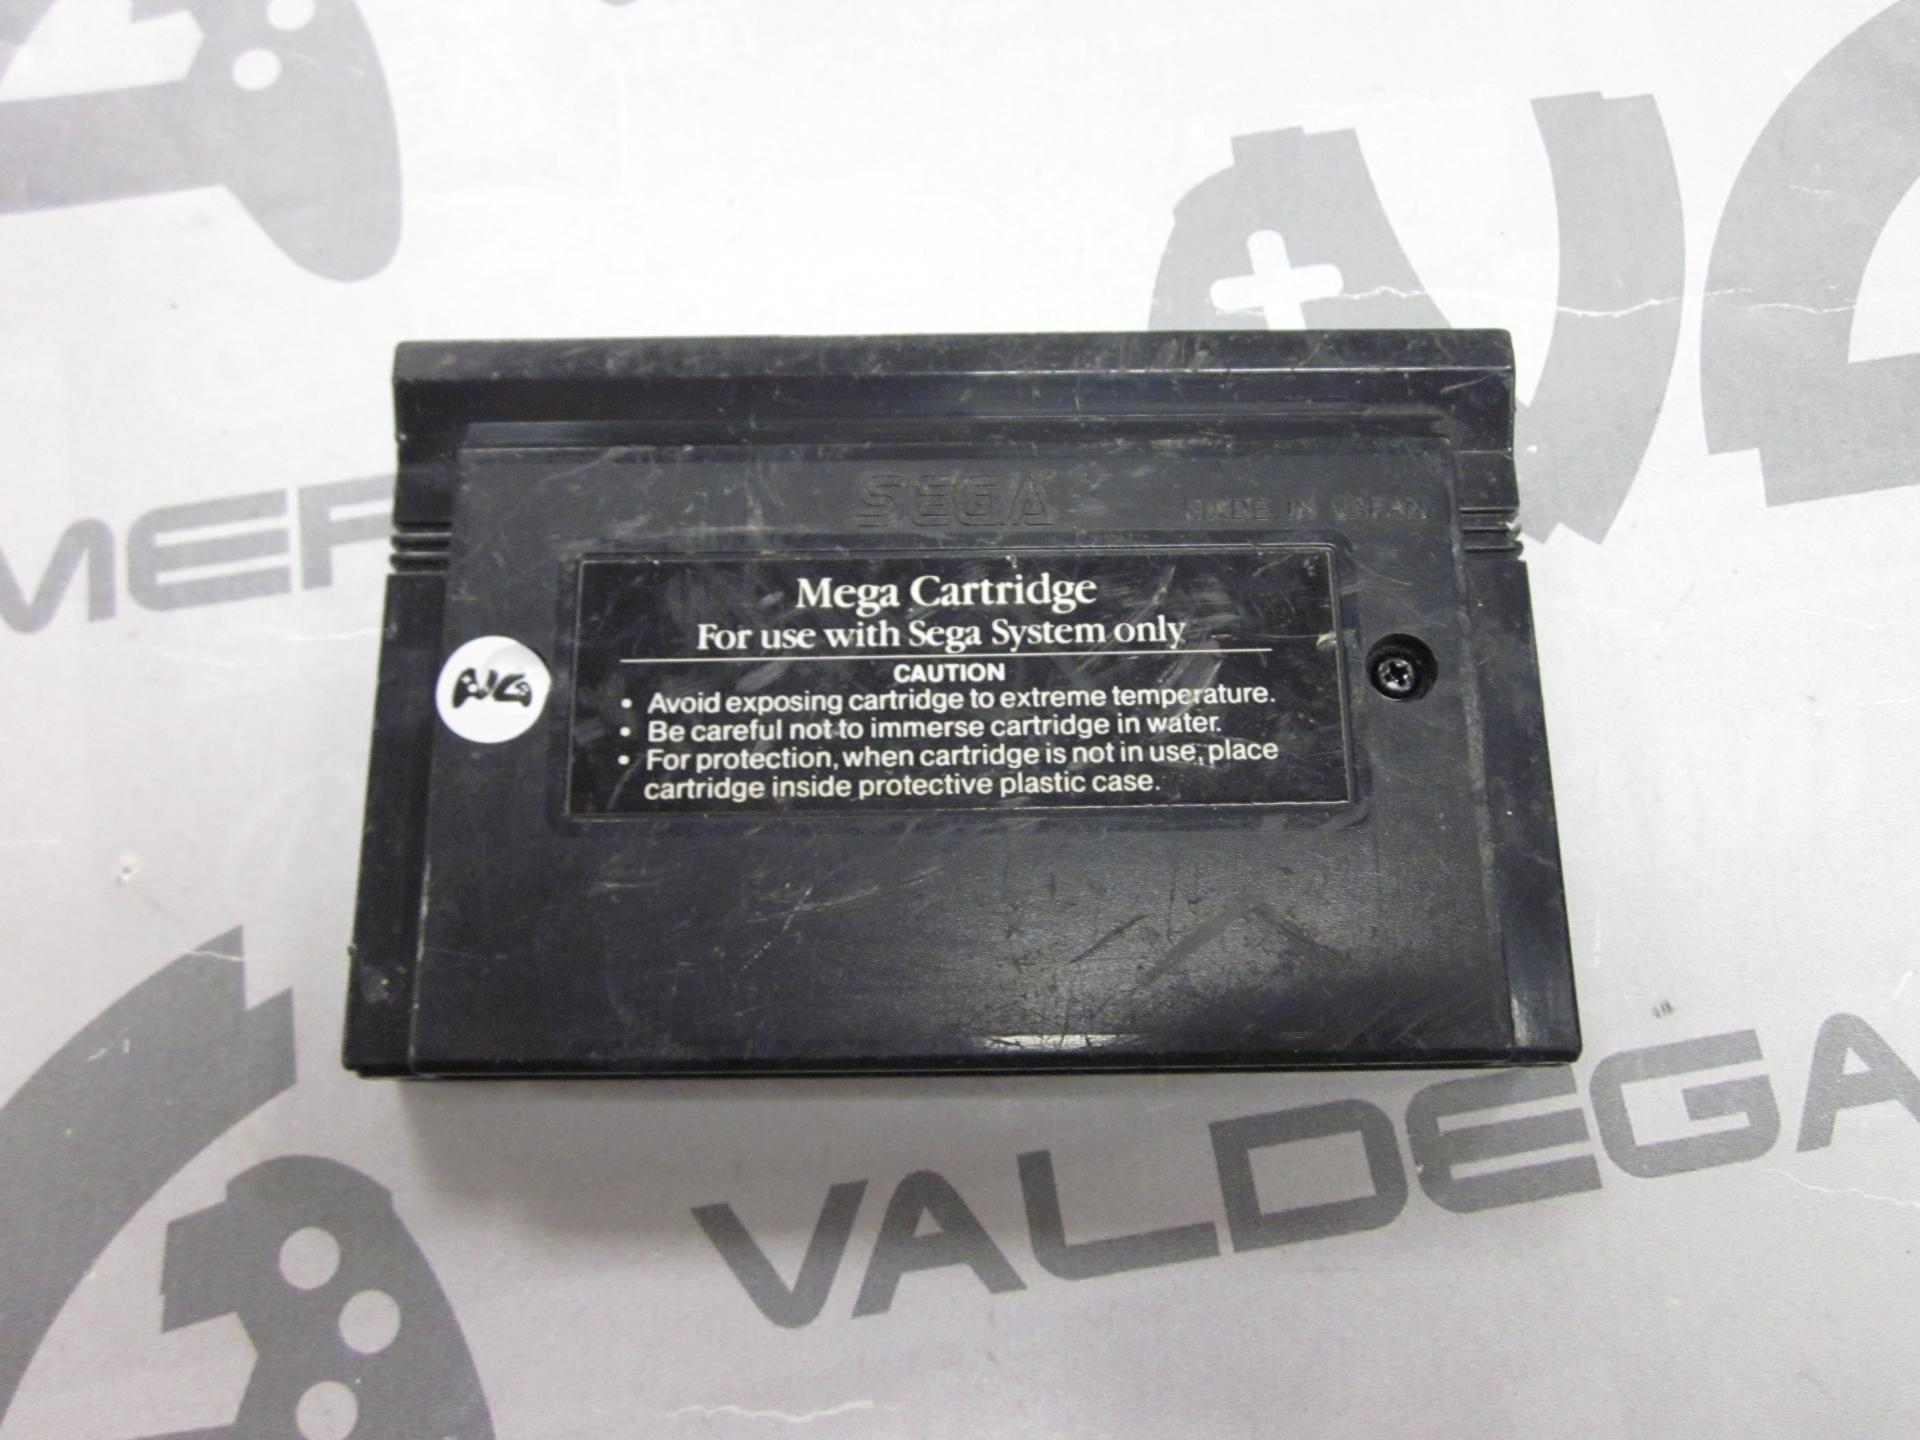 MER
SEGA
MADE IN JAPAN
Mega Cartridge
For use with Sega System only
CAUTION
• Avoid exposing cartridge to extreme temperature.
• Be careful not to immerse cartridge in water.
• For protection, when cartridge is not in use, place
cartridge inside protective plastic case.
AVG
VALDEGA